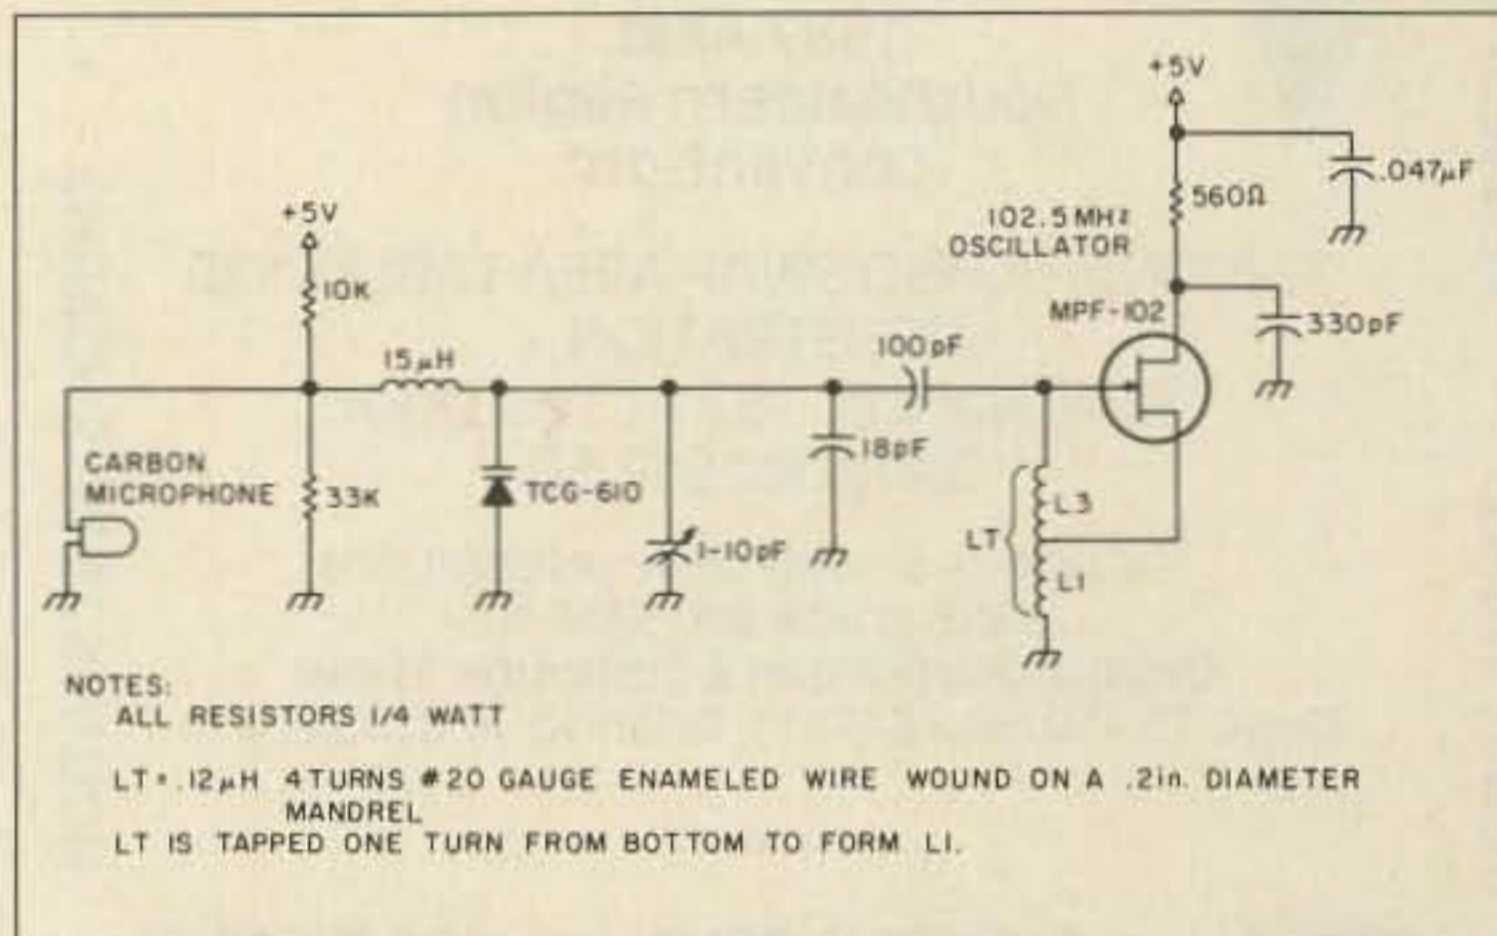 +5V
.047µF
560Ω
102.5 MHz
OSCILLATOR
+5V
10K
MPF-102
330pF
15µH
100pF
18pF
CARBON
MICROPHONE
33K
TCG-610
1-10pF
LT
L3
L1
NOTES:
ALL RESISTORS 1/4 WATT
LT = .12µH 4 TURNS #20 GAUGE ENAMELED WIRE WOUND ON A .2in. DIAMETER
MANDREL
LT IS TAPPED ONE TURN FROM BOTTOM TO FORM L1.